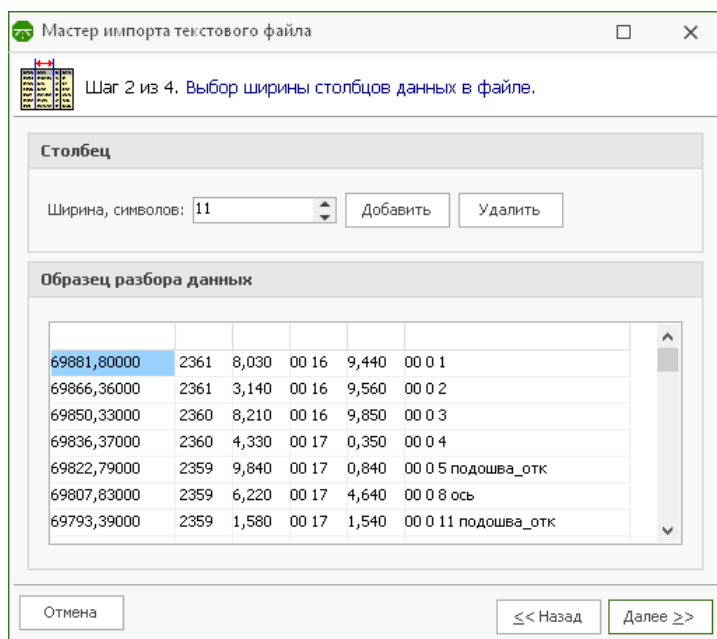 Мастер импорта текстового файла
Шаг 2 из 4. Выбор ширины столбцов данных в файле.
Столбец
Ширина, символов: 11 Добавить Удалить
Образец разбора данных
69881,80000 2361 8,030 00 16 9,440 00 0 1
69866,36000 2361 3,140 00 16 9,560 00 0 2
69850,33000 2360 8,210 00 16 9,850 00 0 3
69836,37000 2360 4,330 00 17 0,350 00 0 4
69822,79000 2359 9,840 00 17 0,840 00 0 5 подошва_отк
69807,83000 2359 6,220 00 17 4,640 00 0 8 ось
69793,39000 2359 1,580 00 17 1,540 00 0 11 подошва_отк
Отмена << Назад Далее >>